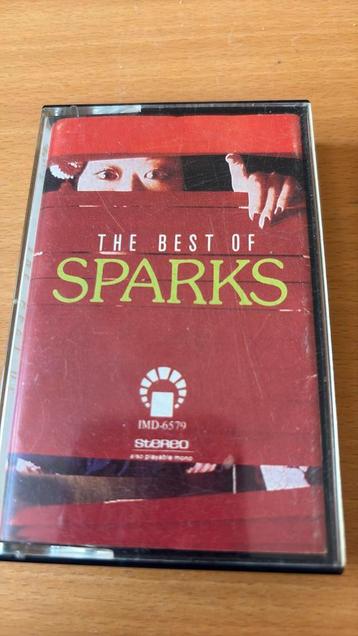 THE BEST OF
SPARKS
IMD-6579
stereo
also playable mono